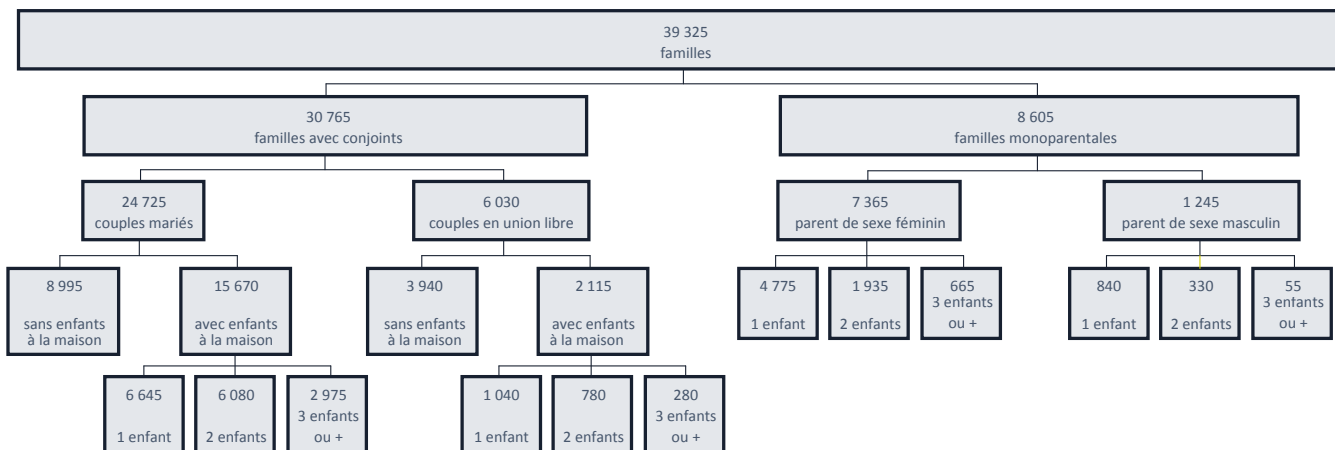 39 325
familles
30 765
familles avec conjoints
8 605
familles monoparentales
24 725
couples mariés
6 030
couples en union libre
7 365
parent de sexe féminin
1 245
parent de sexe masculin
8 995
sans enfants
à la maison
15 670
avec enfants
à la maison
3 940
sans enfants
à la maison
2 115
avec enfants
à la maison
4 775
1 enfant
1 935
2 enfants
665
3 enfants
ou +
840
1 enfant
330
2 enfants
55
3 enfants
ou +
6 645
1 enfant
6 080
2 enfants
2 975
3 enfants
ou +
1 040
1 enfant
780
2 enfants
280
3 enfants
ou +